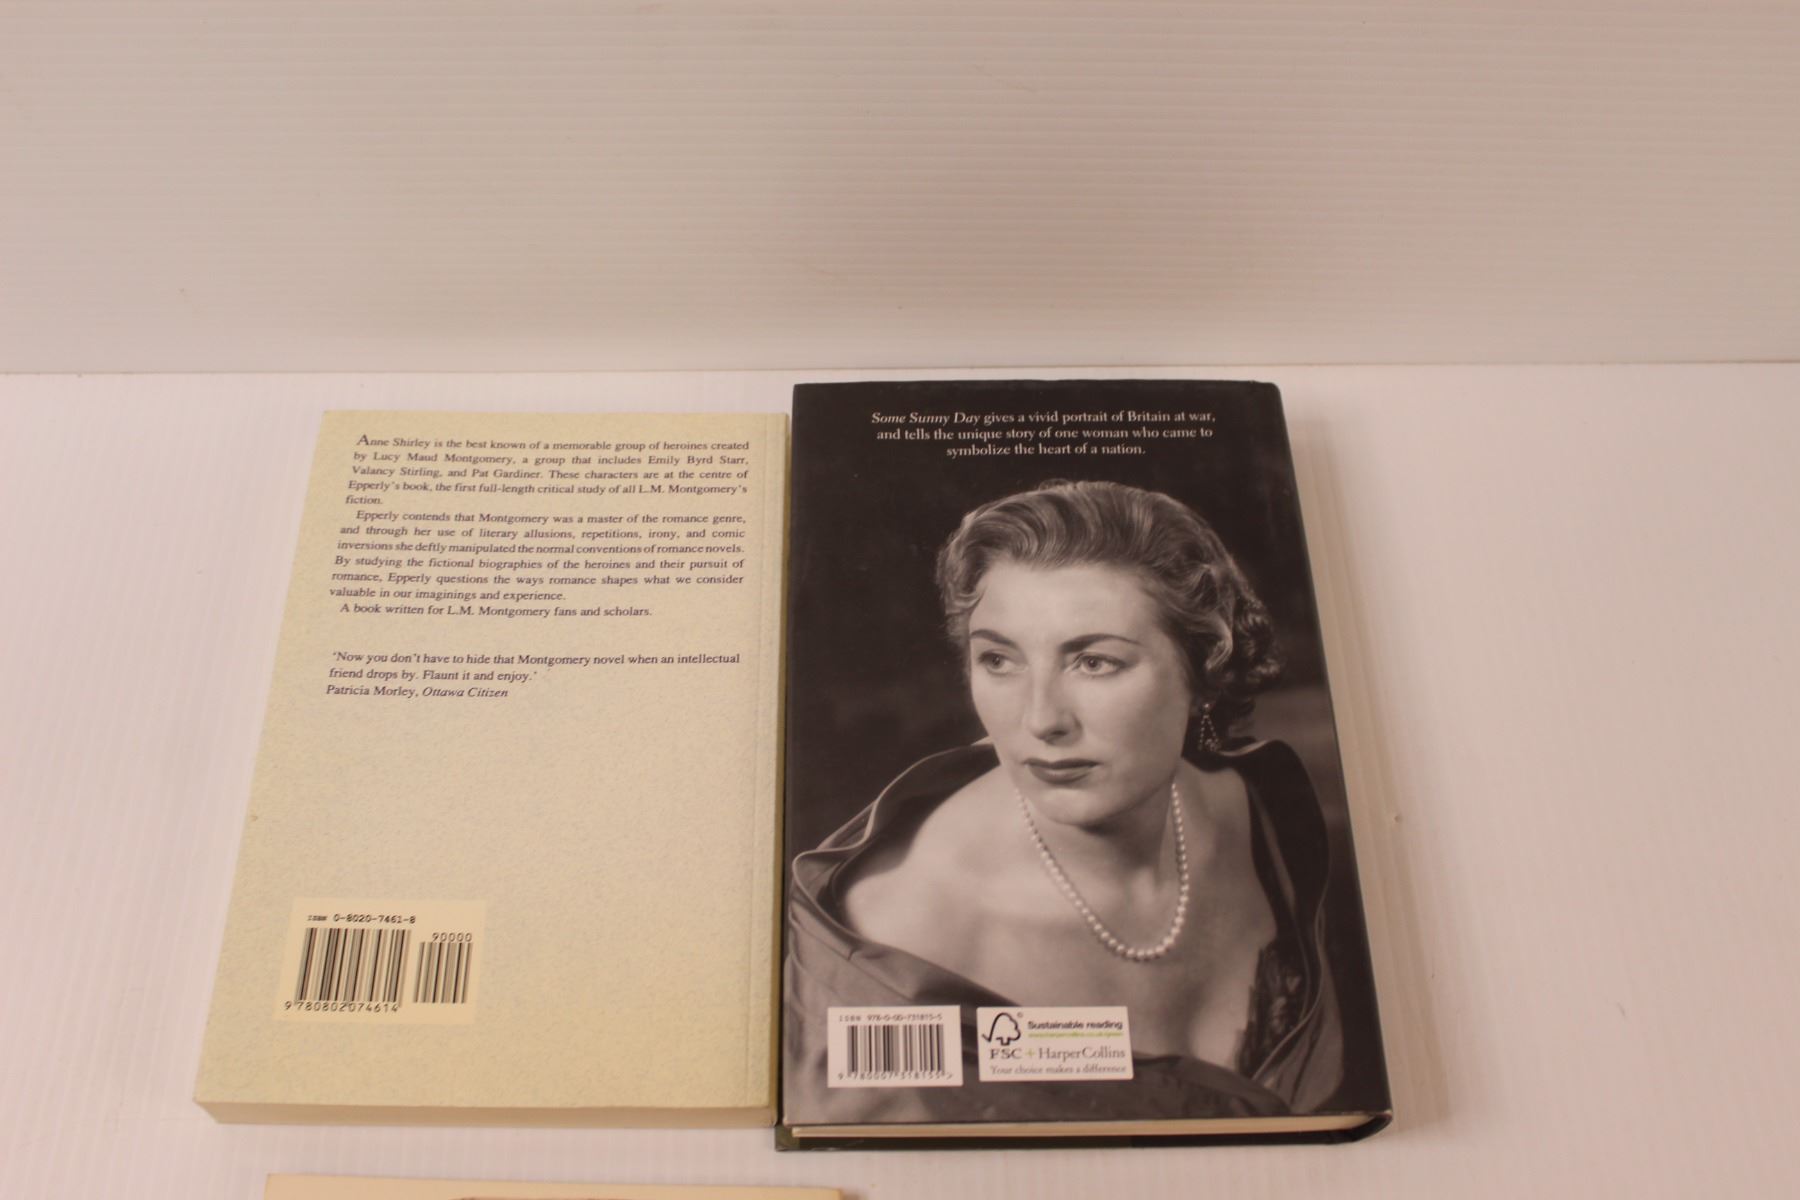 Anne Shirley is the best known of a memorable group of heroines created
by Lucy Maud Montgomery, a group that includes Emily Byrd Starr,
Valancy Stirling, and Pat Gardiner. These characters are at the centre of
Epperly's book, the first full-length critical study of all L.M. Montgomery's
fiction.
Epperly contends that Montgomery was a master of the romance genre,
and through her use of literary allusions, repetitions, irony, and comic
inversions she deftly manipulated the normal conventions of romance novels.
By studying the fictional biographies of the heroines and their pursuit of
romance, Epperly questions the ways romance shapes what we consider
valuable in our imaginings and experience.
A book written for L.M. Montgomery fans and scholars.
'Now you don't have to hide that Montgomery novel when an intellectual
friend drops by. Flaunt it and enjoy.'
Patricia Morley, Ottawa Citizen
ISBN 0-8020-7461-8
90000
9 780802 074614
Some Sunny Day gives a vivid portrait of Britain at war,
and tells the unique story of one woman who came to
symbolize the heart of a nation.
ISBN 978-0-00-731815-5
9 780007 318155 >
®
Sustainable reading
www.harpercollins.co.uk/green
FSC + HarperCollins
Your choice makes a difference